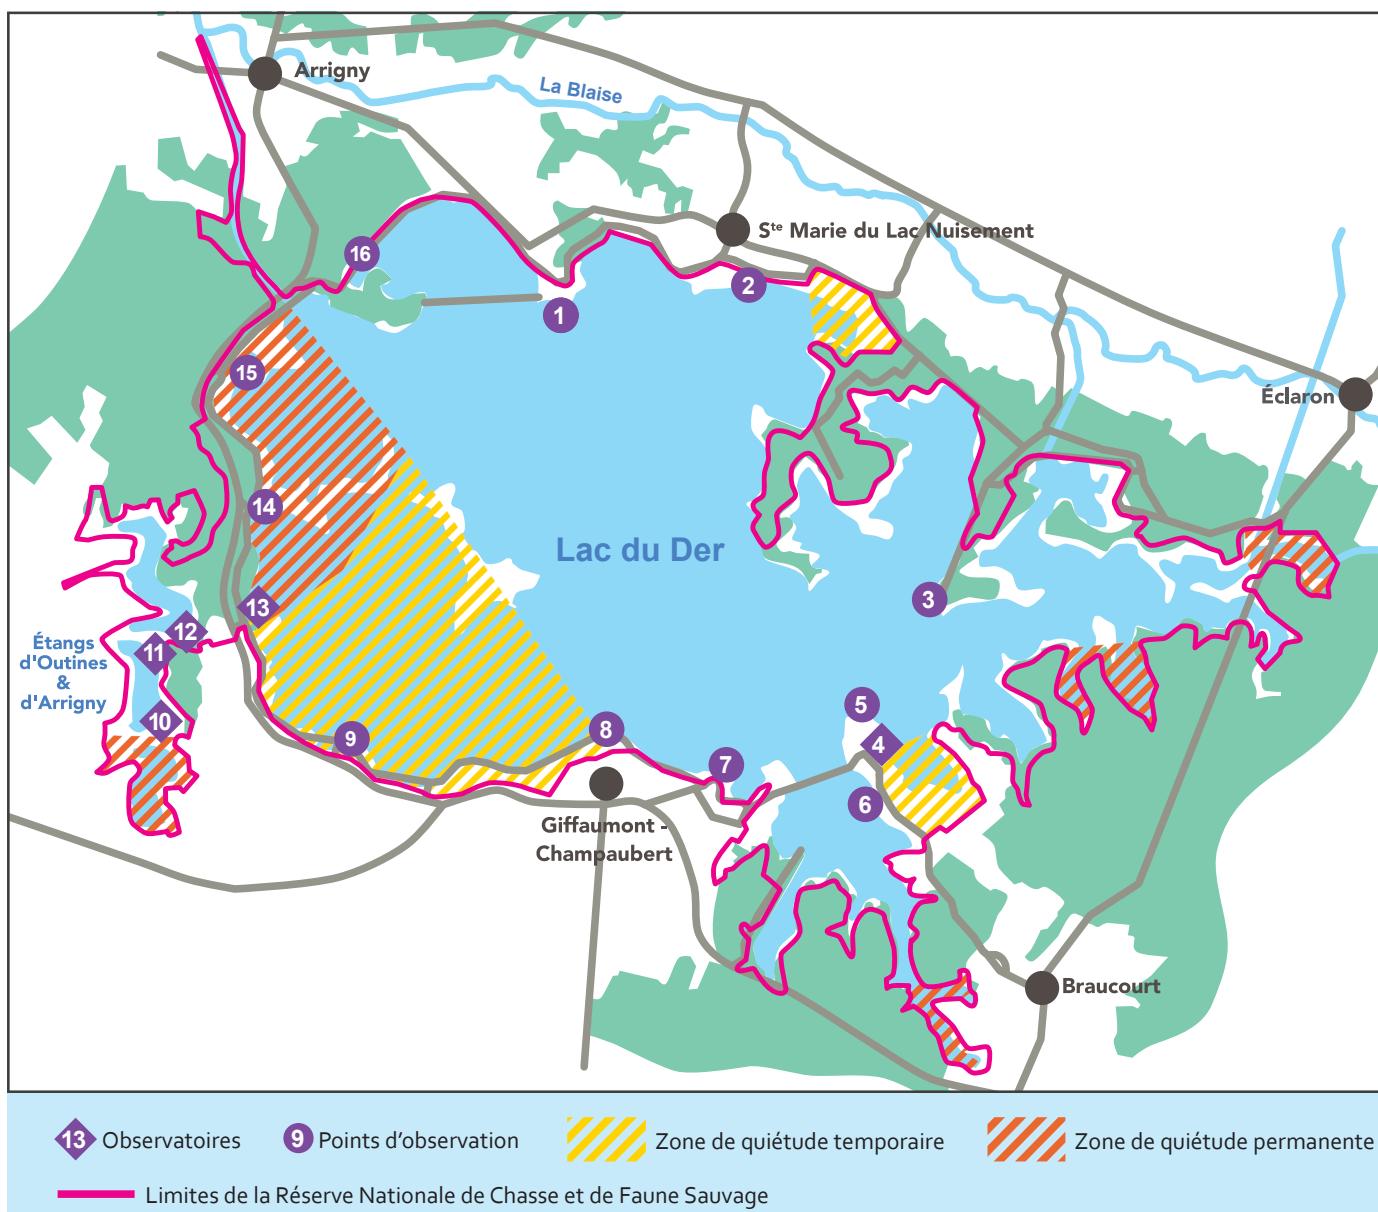 Arrigny
La Blaise
16
Sᵗᵉ Marie du Lac Nuisement
2
1
15
Éclaron
14
Lac du Der
13
3
12
Étangs
d'Outines
&
d'Arrigny
11
10
5
9
8
4
7
6
Giffaumont -
Champaubert
Braucourt
13 Observatoires
9 Points d'observation
Zone de quiétude temporaire
Zone de quiétude permanente
Limites de la Réserve Nationale de Chasse et de Faune Sauvage